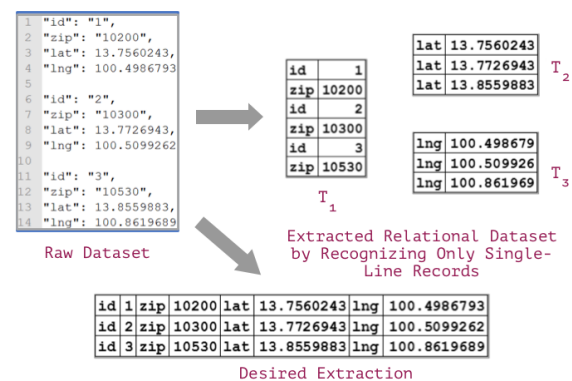 1 "id": "1",
2 "zip": "10200",
3 "lat": 13.7560243,
4 "lng": 100.4986793
5
6 "id": "2",
7 "zip": "10300",
8 "lat": 13.7726943,
9 "lng": 100.5099262
10
11 "id": "3",
12 "zip": "10530",
13 "lat": 13.8559883,
14 "lng": 100.8619689
Raw Dataset
id 1
zip 10200
id 2
zip 10300
id 3
zip 10530
T1
lat 13.7560243
lat 13.7726943
lat 13.8559883
T2
lng 100.498679
lng 100.509926
lng 100.861969
T3
Extracted Relational Dataset
by Recognizing Only Single-
Line Records
id 1 zip 10200 lat 13.7560243 lng 100.4986793
id 2 zip 10300 lat 13.7726943 lng 100.5099262
id 3 zip 10530 lat 13.8559883 lng 100.8619689
Desired Extraction